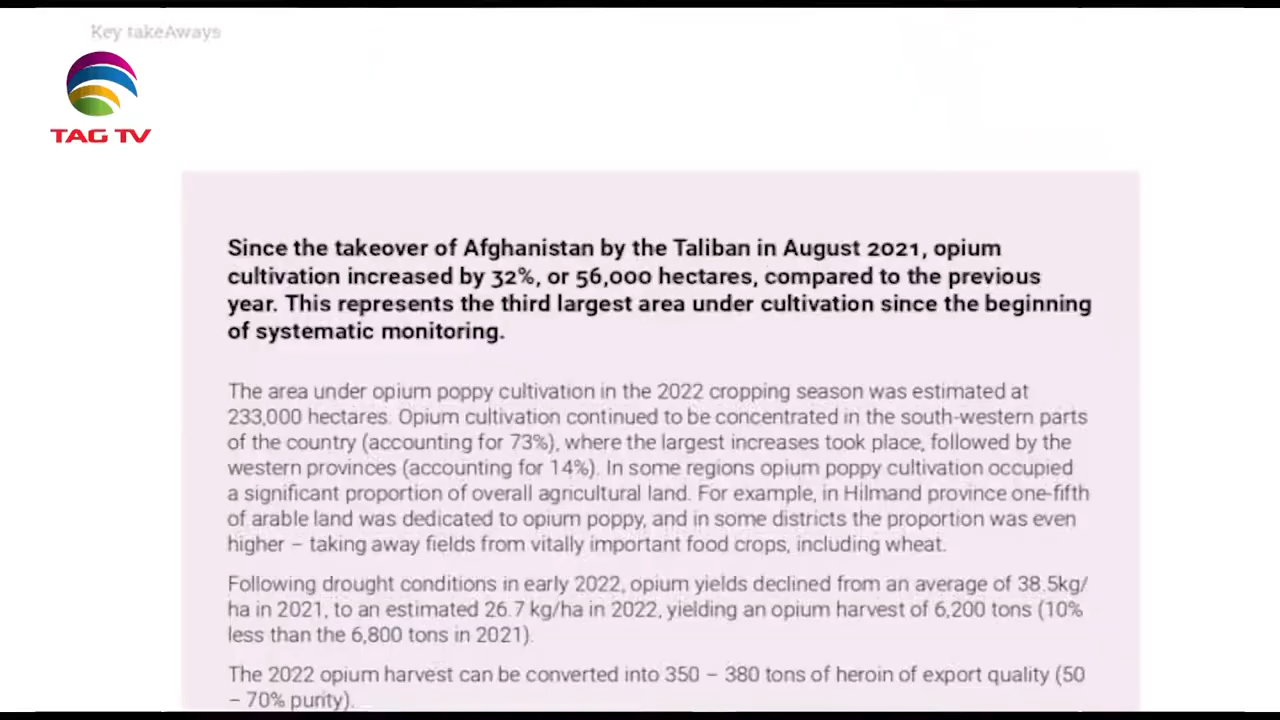 Key takeAways
TAG TV
Since the takeover of Afghanistan by the Taliban in August 2021, opium
cultivation increased by 32%, or 56,000 hectares, compared to the previous
year. This represents the third largest area under cultivation since the beginning
of systematic monitoring.
The area under opium poppy cultivation in the 2022 cropping season was estimated at
233,000 hectares. Opium cultivation continued to be concentrated in the south-western parts
of the country (accounting for 73%), where the largest increases took place, followed by the
western provinces (accounting for 14%). In some regions opium poppy cultivation occupied
a significant proportion of overall agricultural land. For example, in Hilmand province one-fifth
of arable land was dedicated to opium poppy, and in some districts the proportion was even
higher – taking away fields from vitally important food crops, including wheat.
Following drought conditions in early 2022, opium yields declined from an average of 38.5kg/
ha in 2021, to an estimated 26.7 kg/ha in 2022, yielding an opium harvest of 6,200 tons (10%
less than the 6,800 tons in 2021).
The 2022 opium harvest can be converted into 350 – 380 tons of heroin of export quality (50
– 70% purity).